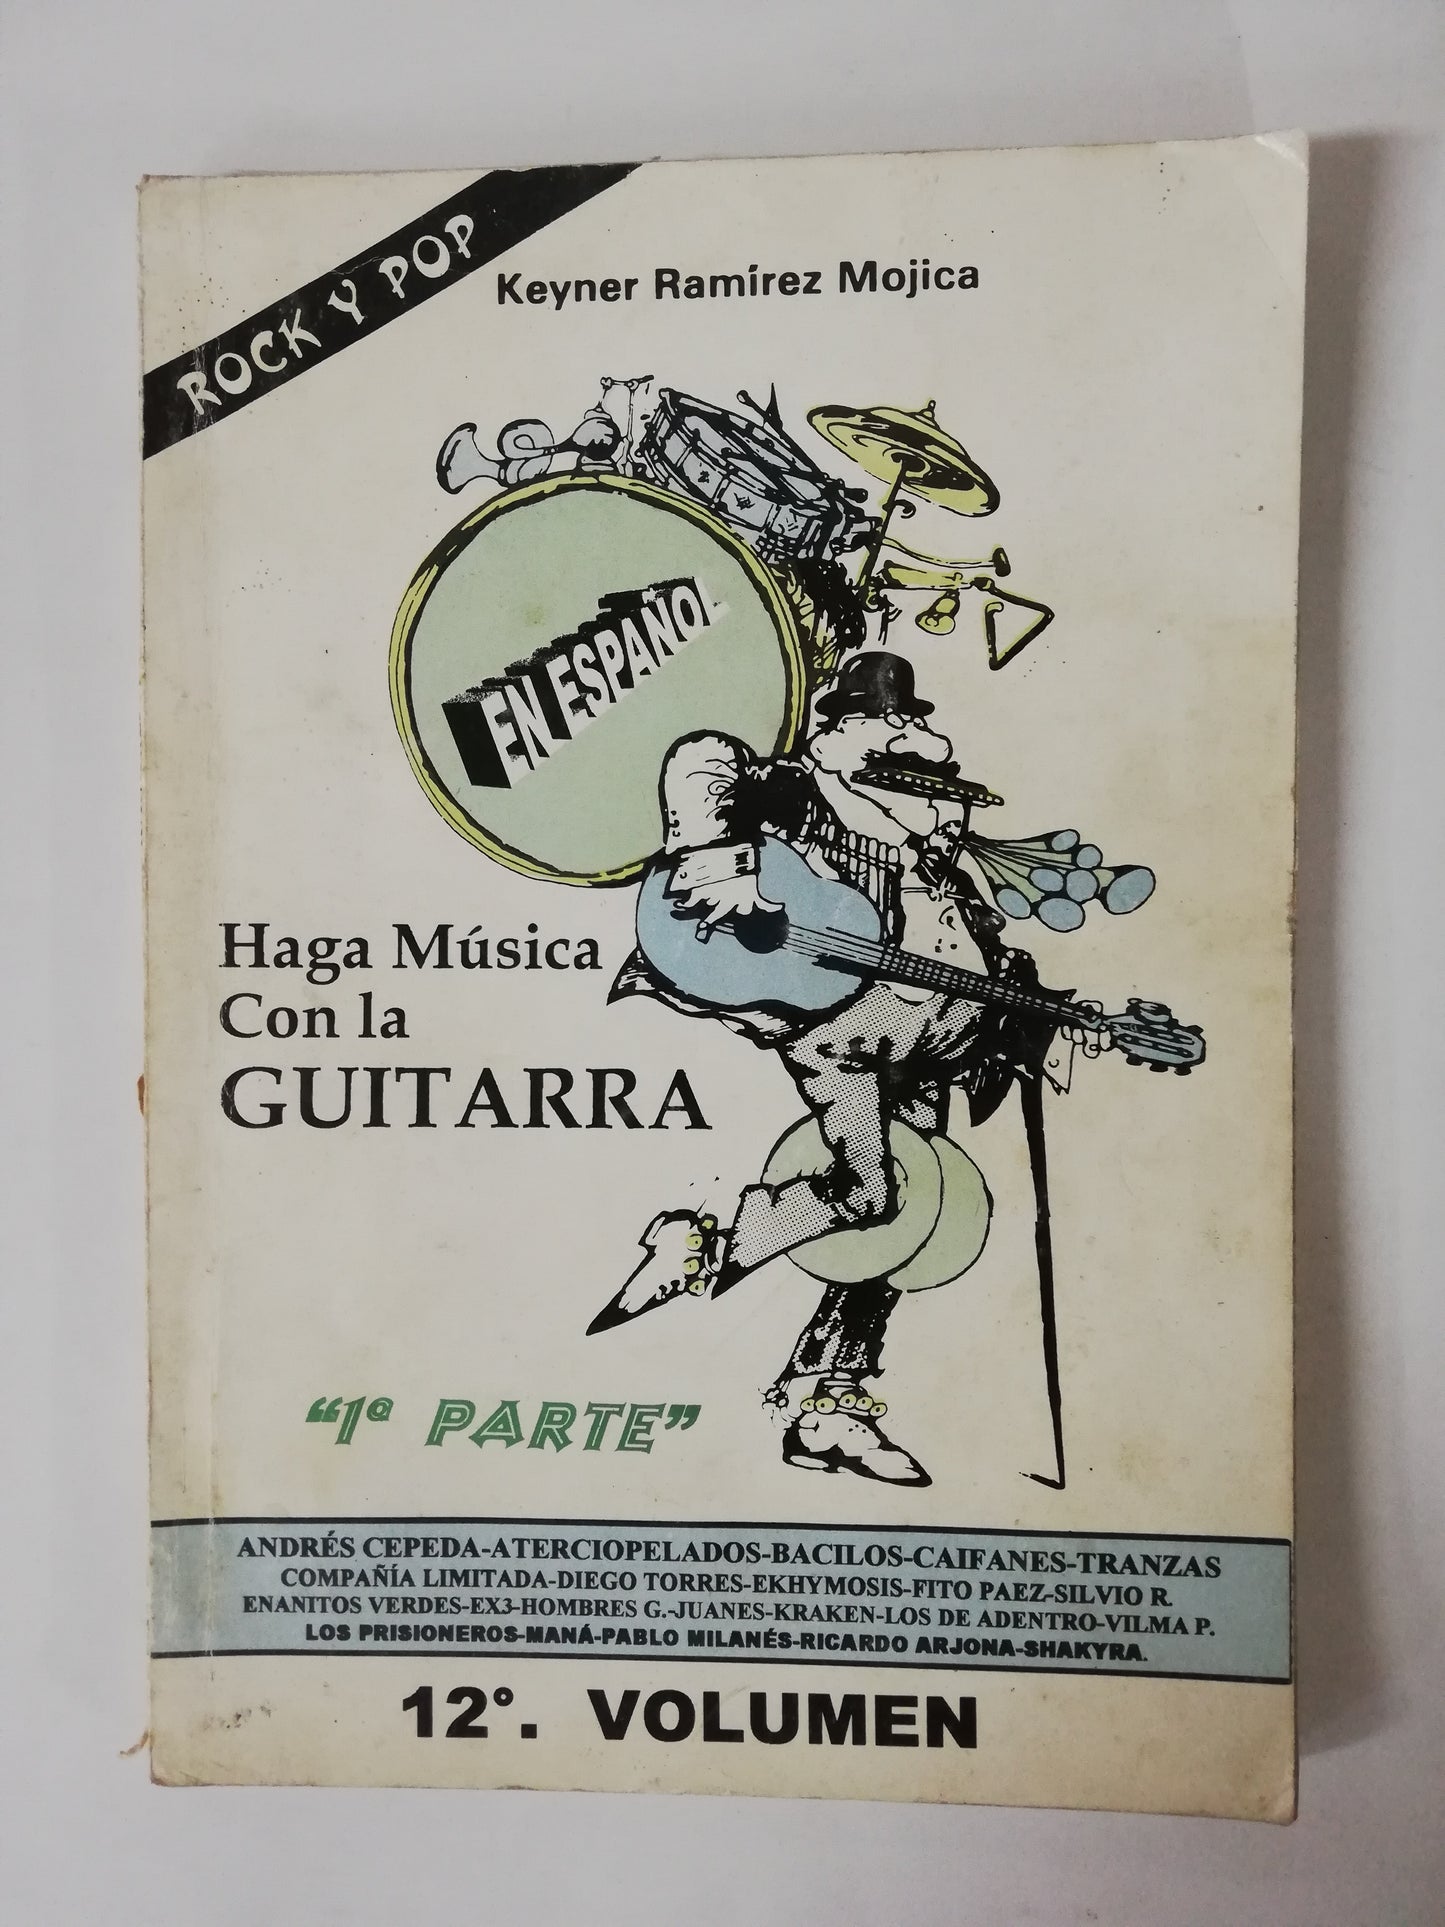 ROCK Y POP
Keyner Ramírez Mojica
EN ESPAÑOL
Haga Música
Con la
GUITARRA
“1ª PARTE”
ANDRÉS CEPEDA-ATERCIOPELADOS-BACILOS-CAIFANES-TRANZAS
COMPAÑÍA LIMITADA-DIEGO TORRES-EKHYMOSIS-FITO PAEZ-SILVIO R.
ENANITOS VERDES-EX3-HOMBRES G.-JUANES-KRAKEN-LOS DE ADENTRO-VILMA P.
LOS PRISIONEROS-MANÁ-PABLO MILANÉS-RICARDO ARJONA-SHAKYRA.
12°. VOLUMEN